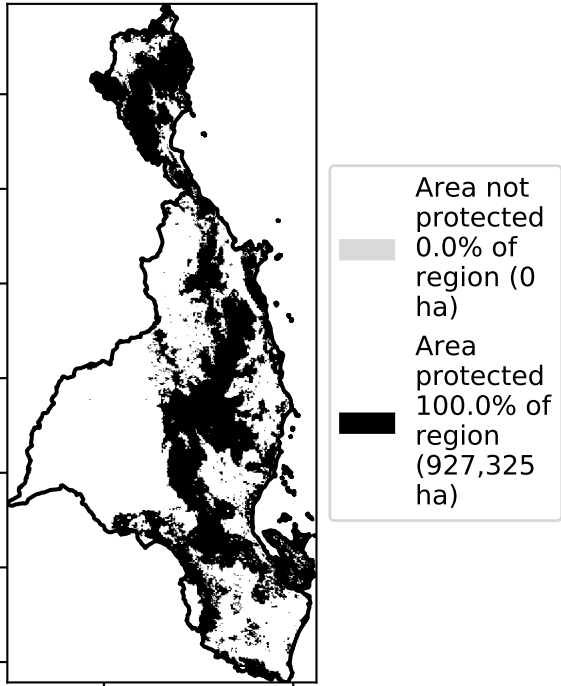 Area not
protected
0.0% of
region (0
ha)
Area
protected
100.0% of
region
(927,325
ha)